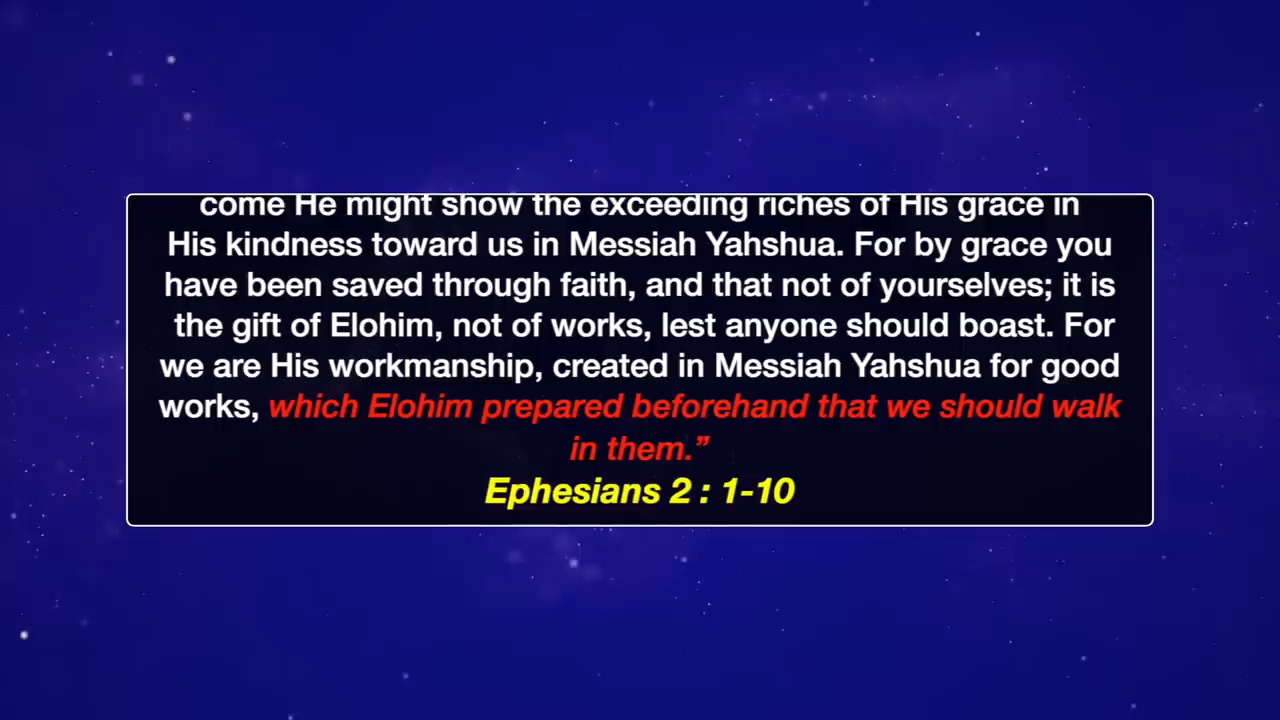 come He might show the exceeding riches of His grace in
His kindness toward us in Messiah Yahshua. For by grace you
have been saved through faith, and that not of yourselves; it is
the gift of Elohim, not of works, lest anyone should boast. For
we are His workmanship, created in Messiah Yahshua for good
works, which Elohim prepared beforehand that we should walk
in them.”
Ephesians 2 : 1-10